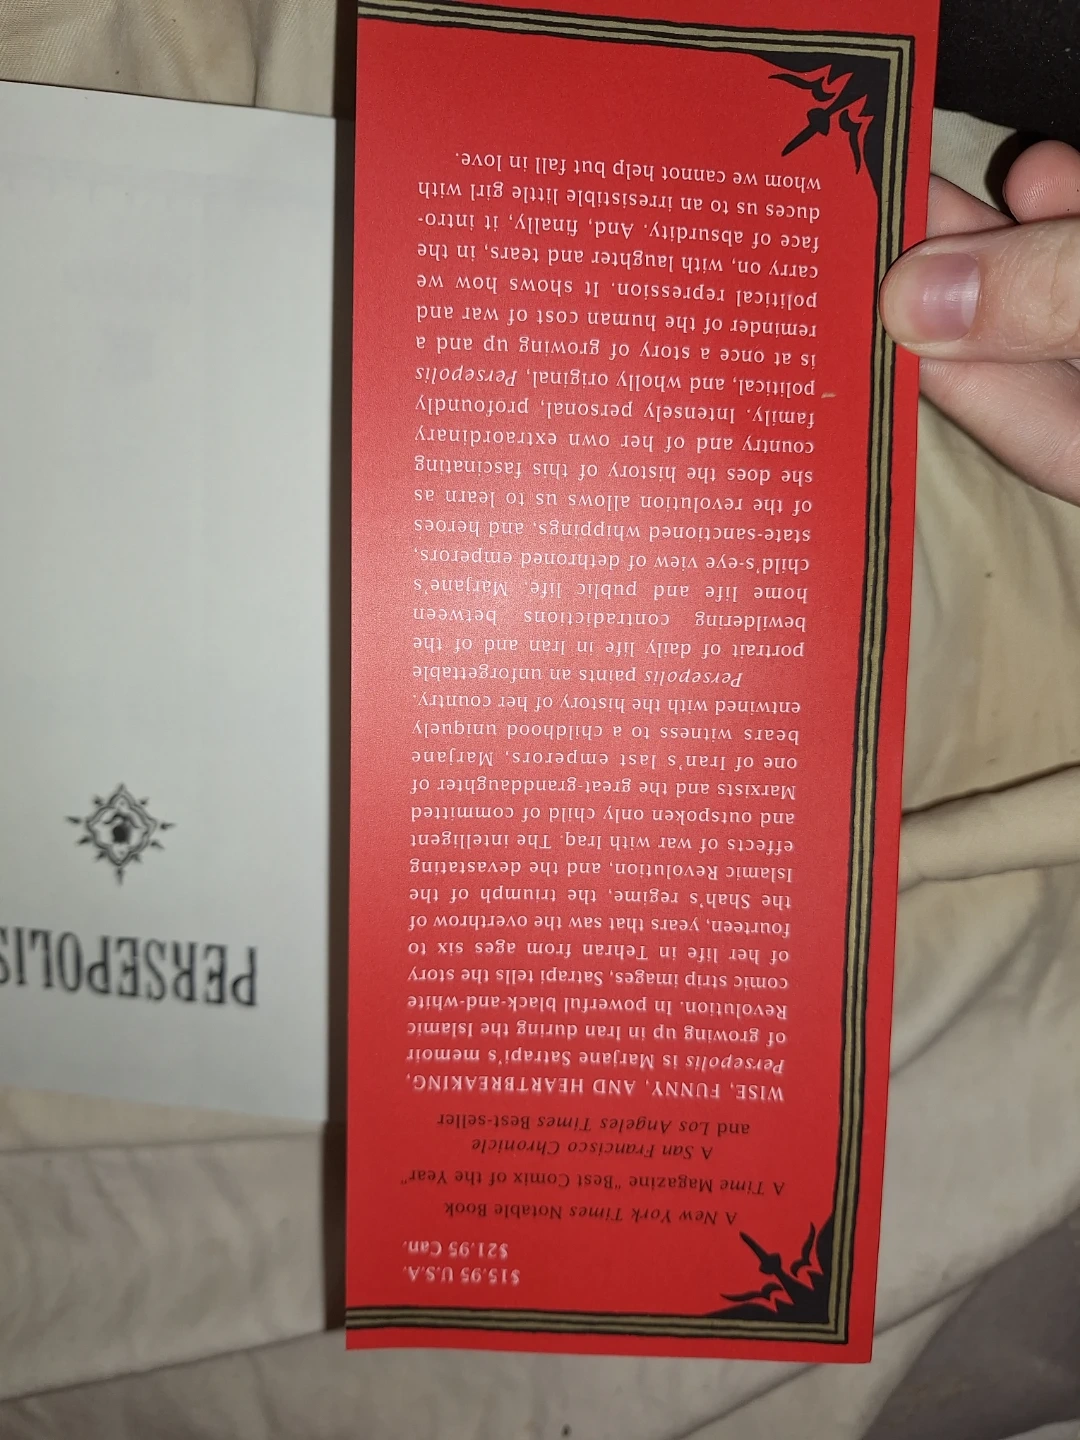 $15.95 U.S.A.
$21.95 Can.
A New York Times Notable Book
A Time Magazine "Best Comix of the Year"
A San Francisco Chronicle
and Los Angeles Times Best-seller
WISE, FUNNY, AND HEARTBREAKING,
Persepolis is Marjane Satrapi's memoir
of growing up in Iran during the Islamic
Revolution. In powerful black-and-white
comic strip images, Satrapi tells the story
of her life in Tehran from ages six to
fourteen, years that saw the overthrow of
the Shah's regime, the triumph of the
Islamic Revolution, and the devastating
effects of war with Iraq. The intelligent
and outspoken only child of committed
Marxists and the great-granddaughter of
one of Iran's last emperors, Marjane
bears witness to a childhood uniquely
entwined with the history of her country.
Persepolis paints an unforgettable
portrait of daily life in Iran and of the
bewildering contradictions between
home life and public life. Marjane's
child's-eye view of dethroned emperors,
state-sanctioned whippings, and heroes
of the revolution allows us to learn as
she does the history of this fascinating
country and of her own extraordinary
family. Intensely personal, profoundly
political, and wholly original, Persepolis
is at once a story of growing up and a
reminder of the human cost of war and
political repression. It shows how we
carry on, with laughter and tears, in the
face of absurdity. And, finally, it intro-
duces us to an irresistible little girl with
whom we cannot help but fall in love.
PERSEPOLIS